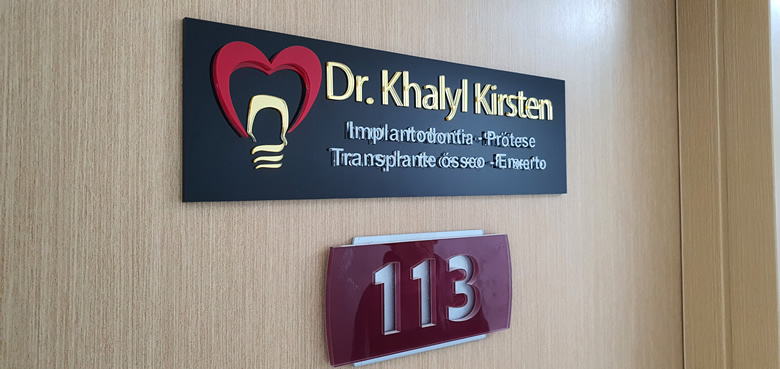 Dr. Khalyl Kirsten
Implantodontia - Prótese
Transplante ósseo - Enxerto
113